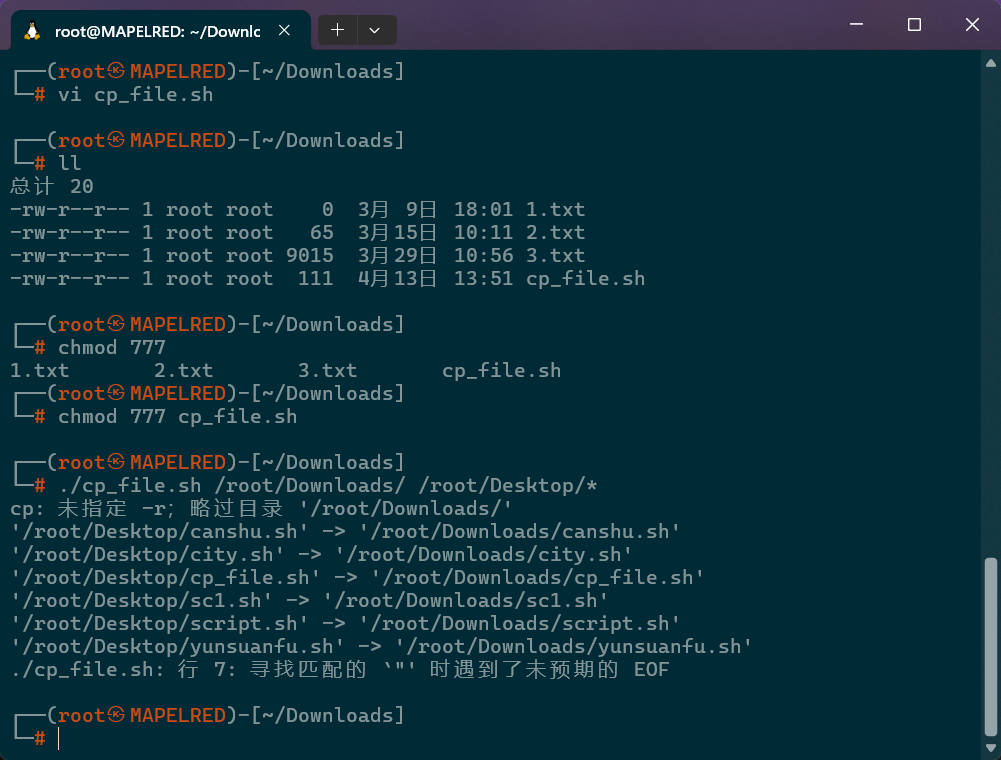 root@MAPELRED: ~/Downlc
┌──(root㉿MAPELRED)-[~/Downloads]
└─# vi cp_file.sh
┌──(root㉿MAPELRED)-[~/Downloads]
└─# ll
总计 20
-rw-r--r-- 1 root root    0  3月 9日 18:01 1.txt
-rw-r--r-- 1 root root   65  3月15日 10:11 2.txt
-rw-r--r-- 1 root root 9015  3月29日 10:56 3.txt
-rw-r--r-- 1 root root  111  4月13日 13:51 cp_file.sh
┌──(root㉿MAPELRED)-[~/Downloads]
└─# chmod 777
1.txt       2.txt       3.txt       cp_file.sh
┌──(root㉿MAPELRED)-[~/Downloads]
└─# chmod 777 cp_file.sh
┌──(root㉿MAPELRED)-[~/Downloads]
└─# ./cp_file.sh /root/Downloads/ /root/Desktop/*
cp: 未指定 -r; 略过目录 '/root/Downloads/'
'/root/Desktop/canshu.sh' -> '/root/Downloads/canshu.sh'
'/root/Desktop/city.sh' -> '/root/Downloads/city.sh'
'/root/Desktop/cp_file.sh' -> '/root/Downloads/cp_file.sh'
'/root/Desktop/sc1.sh' -> '/root/Downloads/sc1.sh'
'/root/Desktop/script.sh' -> '/root/Downloads/script.sh'
'/root/Desktop/yunsuanfu.sh' -> '/root/Downloads/yunsuanfu.sh'
./cp_file.sh: 行 7: 寻找匹配的 `"' 时遇到了未预期的 EOF
┌──(root㉿MAPELRED)-[~/Downloads]
└─#